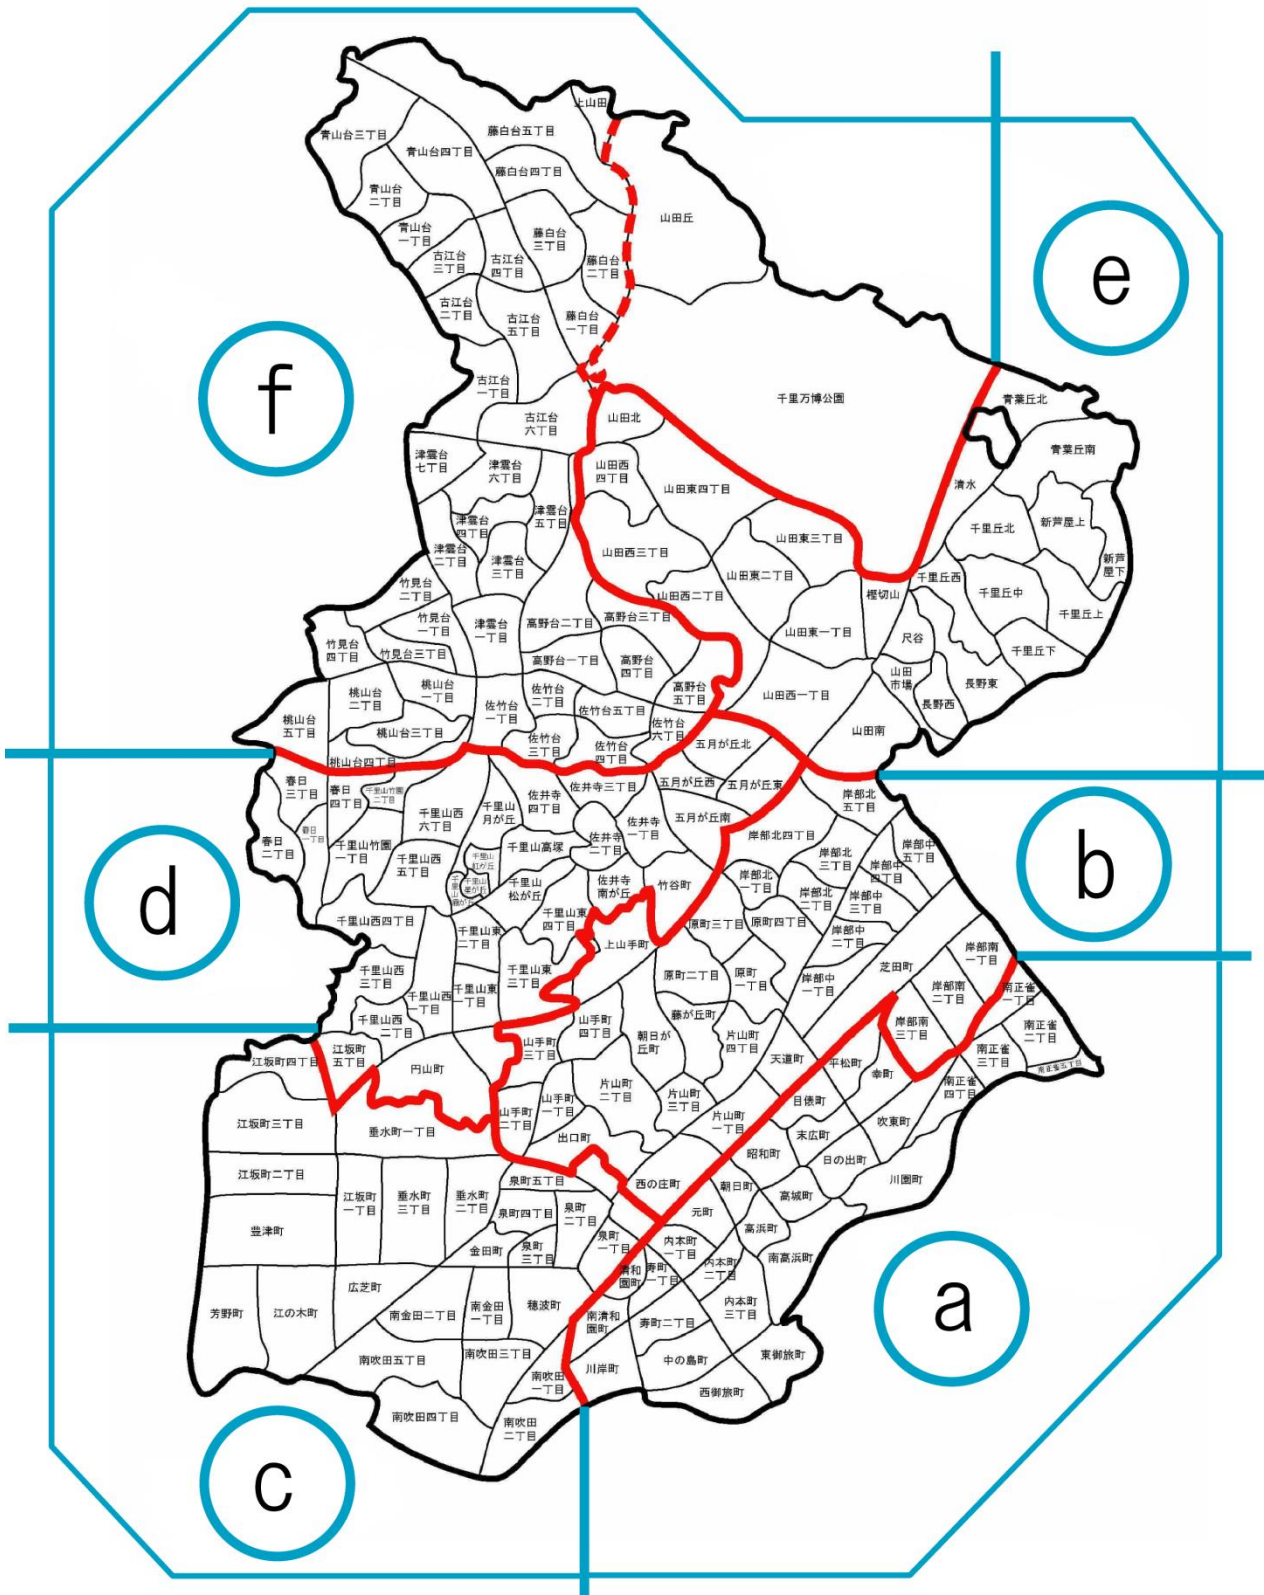 上山田
青山台三丁目
藤白台五丁目
青山台四丁目
藤白台四丁目
青山台
二丁目
山田丘
青山台
一丁目
藤白台
三丁目
古江台
三丁目
古江台
四丁目
藤白台
二丁目
e
古江台
二丁目
古江台
五丁目
藤白台
一丁目
f
古江台
一丁目
千里万博公園
青葉丘北
古江台
六丁目
山田北
津雲台
七丁目
津雲台
六丁目
山田西
四丁目
青葉丘南
山田東四丁目
清水
津雲台
五丁目
津雲台
四丁目
千里丘北
新芦屋上
山田東三丁目
津雲台
二丁目
津雲台
三丁目
山田西三丁目
新芦
屋下
山田東二丁目
千里丘西
竹見台
二丁目
山田西二丁目
樫切山
千里丘中
千里丘上
竹見台
一丁目
津雲台
一丁目
高野台二丁目
高野台三丁目
山田東一丁目
尺谷
竹見台
四丁目
竹見台三丁目
千里丘下
高野台一丁目
高野台
四丁目
山田
市場
長野東
桃山台
二丁目
桃山台
一丁目
高野台
五丁目
山田西一丁目
長野西
佐竹台
一丁目
佐竹台
二丁目
佐竹台五丁目
桃山台
五丁目
桃山台三丁目
佐竹台
六丁目
山田南
佐竹台
三丁目
佐竹台
四丁目
五月が丘北
桃山台四丁目
春日
三丁目
春日
四丁目
千里山竹園
二丁目
千里山西
六丁目
千里山
月が丘
佐井寺
四丁目
佐井寺三丁目
五月が丘西
五月が丘東
岸部北
五丁目
春日
一丁目
春日
二丁目
千里山竹園
一丁目
千里山西
五丁目
千里山高塚
佐井寺
二丁目
佐井寺
一丁目
五月が丘南
岸部北四丁目
岸部中
五丁目
岸部北
三丁目
岸部中
四丁目
b
千里山
虹が丘
千里山
星が丘
千里山
霧が丘
千里山
松が丘
佐井寺
南が丘
竹谷町
岸部北
一丁目
岸部北
二丁目
岸部中
三丁目
d
千里山西四丁目
千里山東
四丁目
千里山東
二丁目
上山手町
原町三丁目
原町四丁目
岸部中
二丁目
岸部南
一丁目
千里山西
三丁目
千里山西
一丁目
千里山東
一丁目
千里山東
三丁目
原町二丁目
原町
一丁目
岸部中
一丁目
芝田町
岸部南
二丁目
南正雀
一丁目
千里山西
二丁目
山手町
四丁目
藤が丘町
岸部南
三丁目
南正雀
二丁目
江坂町四丁目
江坂町
五丁目
円山町
山手町
三丁目
朝日が
丘町
片山町
四丁目
天道町
平松町
南正雀
三丁目
南正雀五丁目
幸町
南正雀
四丁目
山手町
一丁目
片山町
二丁目
片山町
三丁目
目俵町
江坂町三丁目
垂水町一丁目
山手町
二丁目
片山町
一丁目
末広町
吹東町
出口町
昭和町
日の出町
江坂町二丁目
泉町五丁目
西の庄町
朝日町
川園町
江坂町
一丁目
垂水町
三丁目
垂水町
二丁目
高城町
豊津町
泉町四丁目
泉町
二丁目
元町
高浜町
金田町
泉町
三丁目
泉町
一丁目
内本町
一丁目
南高浜町
清和
園町
寿町
一丁目
内本町
二丁目
広芝町
芳野町
江の木町
南金田二丁目
南金田
一丁目
穂波町
南清和
園町
寿町二丁目
内本町
三丁目
a
南吹田五丁目
南吹田三丁目
川岸町
中の島町
東御旅町
南吹田
一丁目
西御旅町
南吹田四丁目
南吹田
二丁目
c